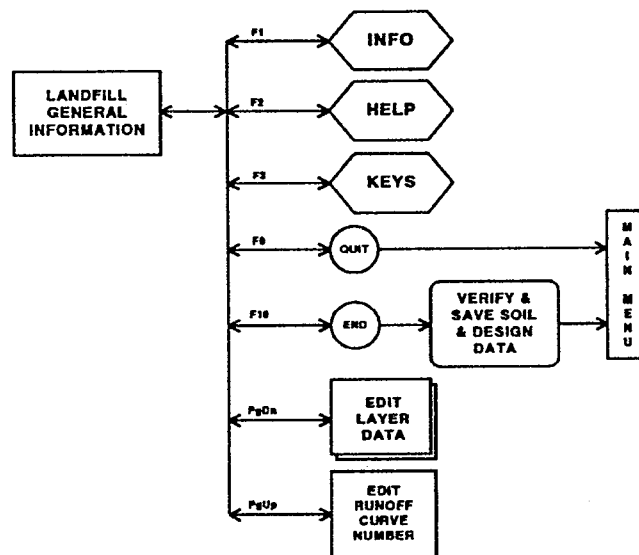 F1
INFO
LANDFILL
GENERAL
INFORMATION
F2
HELP
F3
KEYS
F9
QUIT
MAIN MENU
F10
END
VERIFY &
SAVE SOIL
& DESIGN
DATA
PgDn
EDIT
LAYER
DATA
PgUp
EDIT
RUNOFF
CURVE
NUMBER